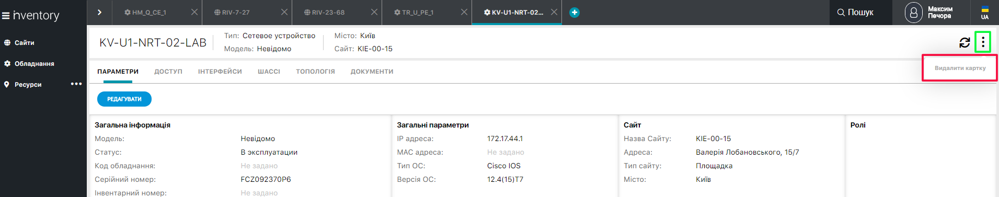 inventory
HM_Q_CE_1
RIV-7-27
RIV-23-68
TR_U_PE_1
KV-U1-NRT-02...
Пошук
Максим
Печора
UA
Сайти
Обладнання
Ресурси
KV-U1-NRT-02-LAB
Тип: Сетевое устройство
Модель: Невідомо
Місто: Київ
Сайт: KIE-00-15
Видалити картку
ПАРАМЕТРИ ДОСТУП ІНТЕРФЕЙСИ ШАССІ ТОПОЛОГІЯ ДОКУМЕНТИ
РЕДАГУВАТИ
Загальна інформація
Модель: Невідомо
Статус: В эксплуатации
Код обладнання: Не задано
Серійний номер: FCZ092370P6
Інвентарний номер: Не задано
Загальні параметри
IP адреса: 172.17.44.1
MAC адреса: Не задано
Тип ОС: Cisco IOS
Версія ОС: 12.4(15)T7
Сайт
Назва Сайту: KIE-00-15
Адреса: Валерія Лобановського, 15/7
Тип сайту: Площадка
Місто: Київ
Ролі